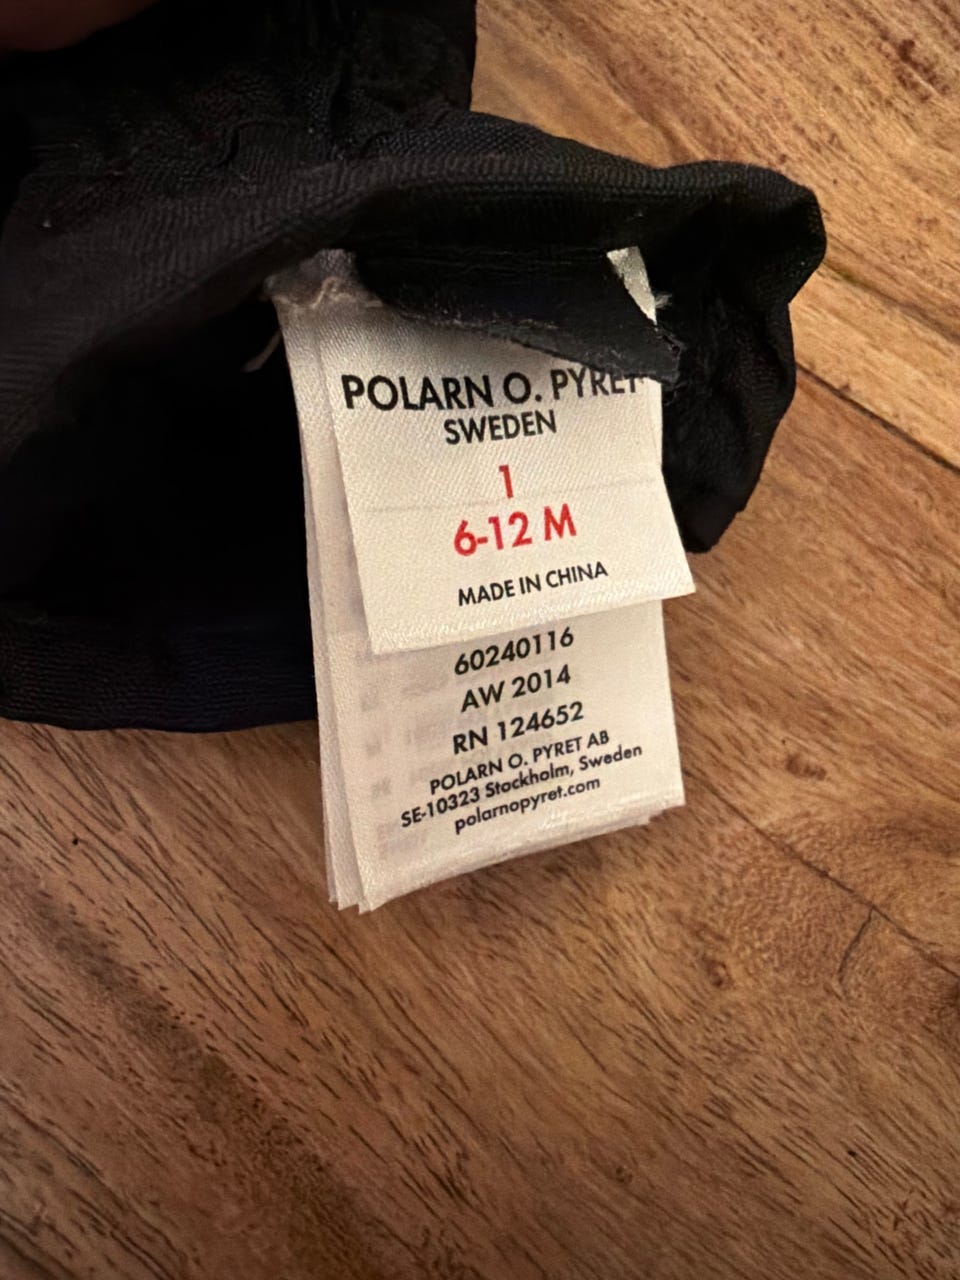 POLARN O. PYRET
SWEDEN
1
6-12 M
MADE IN CHINA
60240116
AW 2014
RN 124652
POLARN O. PYRET AB
SE-10323 Stockholm, Sweden
polarnopyret.com